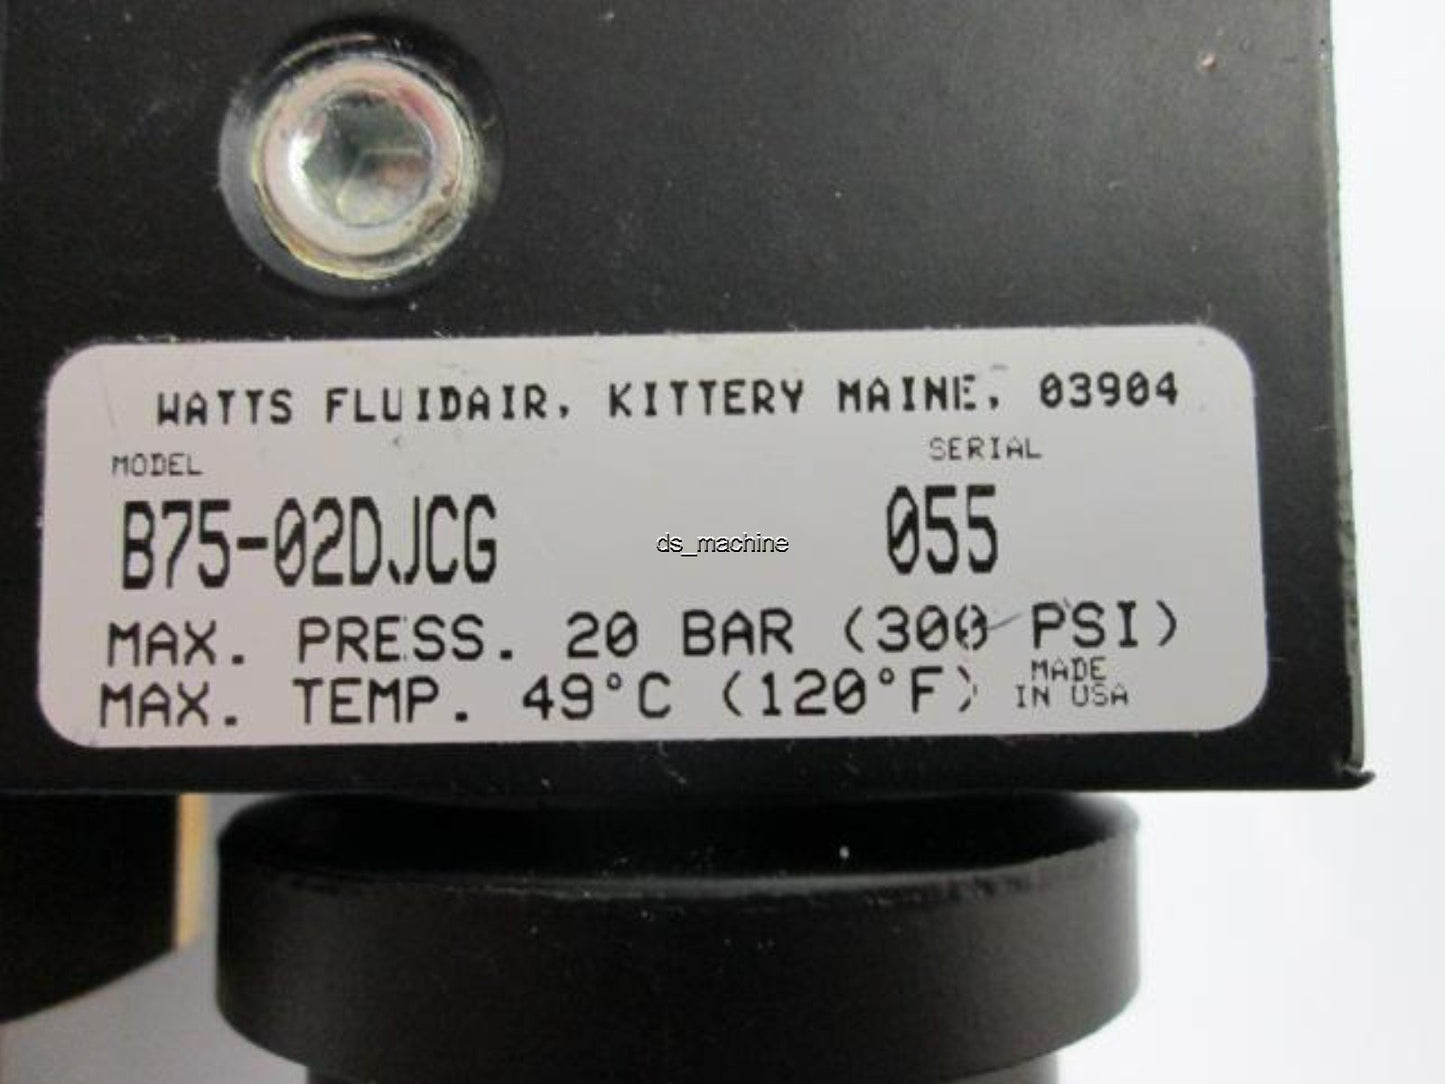 WATTS FLUIDAIR, KITTERY MAINE, 03904
MODEL SERIAL
B75-02DJCG 055
ds_machine
MAX. PRESS. 20 BAR (300 PSI)
MAX. TEMP. 49°C (120°F) MADE
IN USA